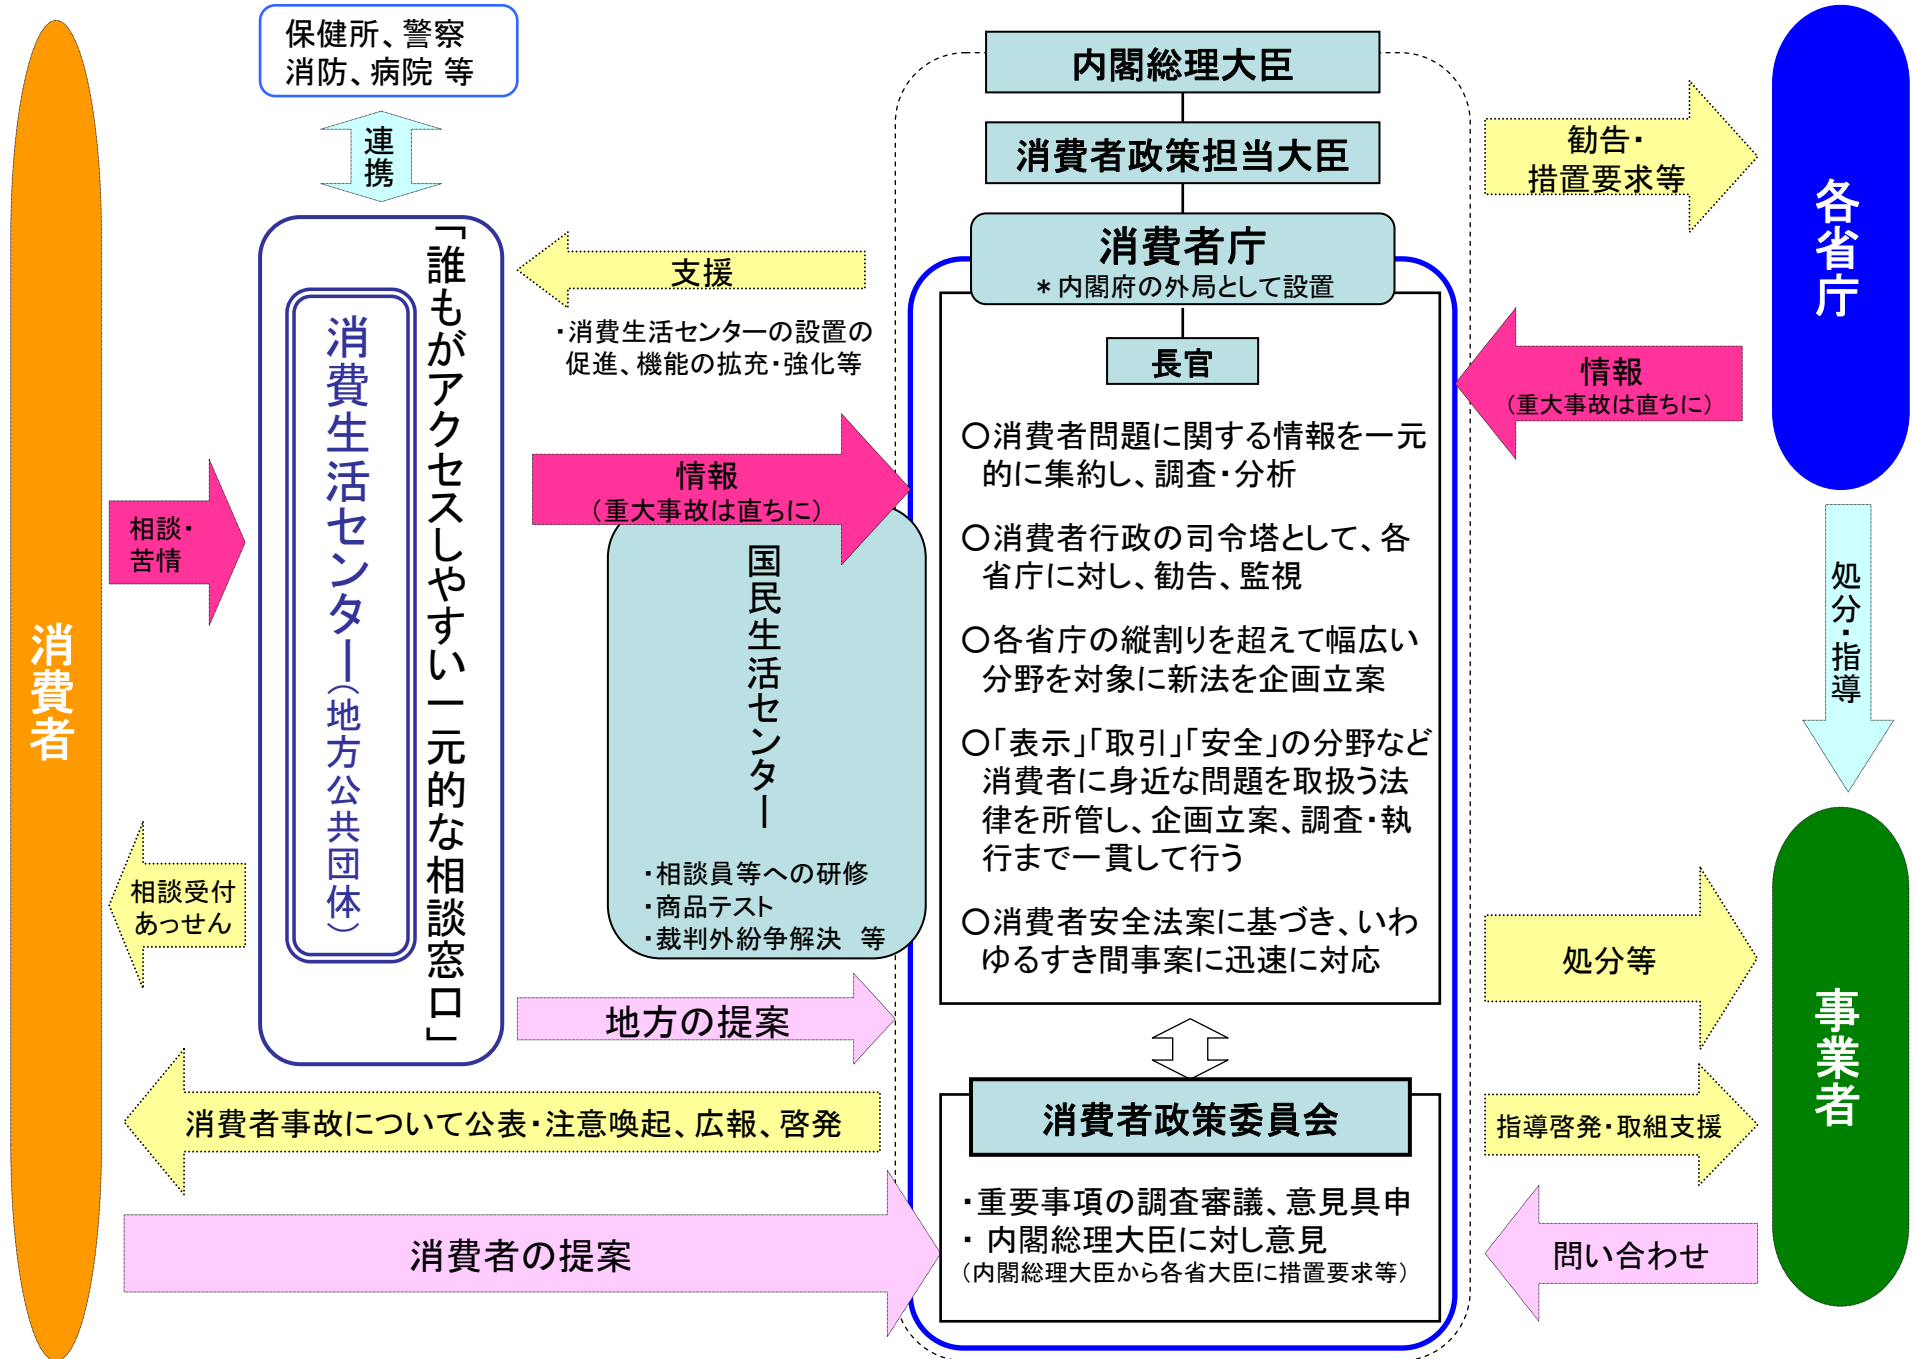 消費者
保健所、警察
消防、病院 等
連携
「誰もがアクセスしやすい一元的な相談窓口」
消費生活センター(地方公共団体)
相談・
苦情
相談受付
あっせん
支援
・消費生活センターの設置の
促進、機能の拡充・強化等
情報
(重大事故は直ちに)
国民生活センター
・相談員等への研修
・商品テスト
・裁判外紛争解決 等
地方の提案
消費者事故について公表・注意喚起、広報、啓発
消費者の提案
内閣総理大臣
消費者政策担当大臣
消費者庁
*内閣府の外局として設置
長官
○消費者問題に関する情報を一元
的に集約し、調査・分析
○消費者行政の司令塔として、各
省庁に対し、勧告、監視
○各省庁の縦割りを超えて幅広い
分野を対象に新法を企画立案
○「表示」「取引」「安全」の分野など
消費者に身近な問題を取扱う法
律を所管し、企画立案、調査・執
行まで一貫して行う
○消費者安全法案に基づき、いわ
ゆるすき間事案に迅速に対応
消費者政策委員会
・重要事項の調査審議、意見具申
・ 内閣総理大臣に対し意見
(内閣総理大臣から各省大臣に措置要求等)
勧告・
措置要求等
各省庁
情報
(重大事故は直ちに)
処分・指導
処分等
指導啓発・取組支援
問い合わせ
事業者